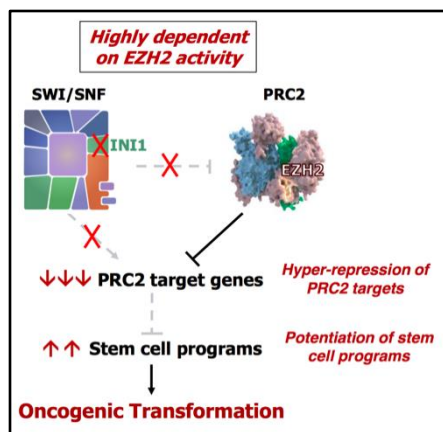 Highly dependent
on EZH2 activity
SWI/SNF
PRC2
INI1
EZH2
↓↓↓ PRC2 target genes
Hyper-repression of
PRC2 targets
↑↑ Stem cell programs
Potentiation of stem
cell programs
Oncogenic Transformation